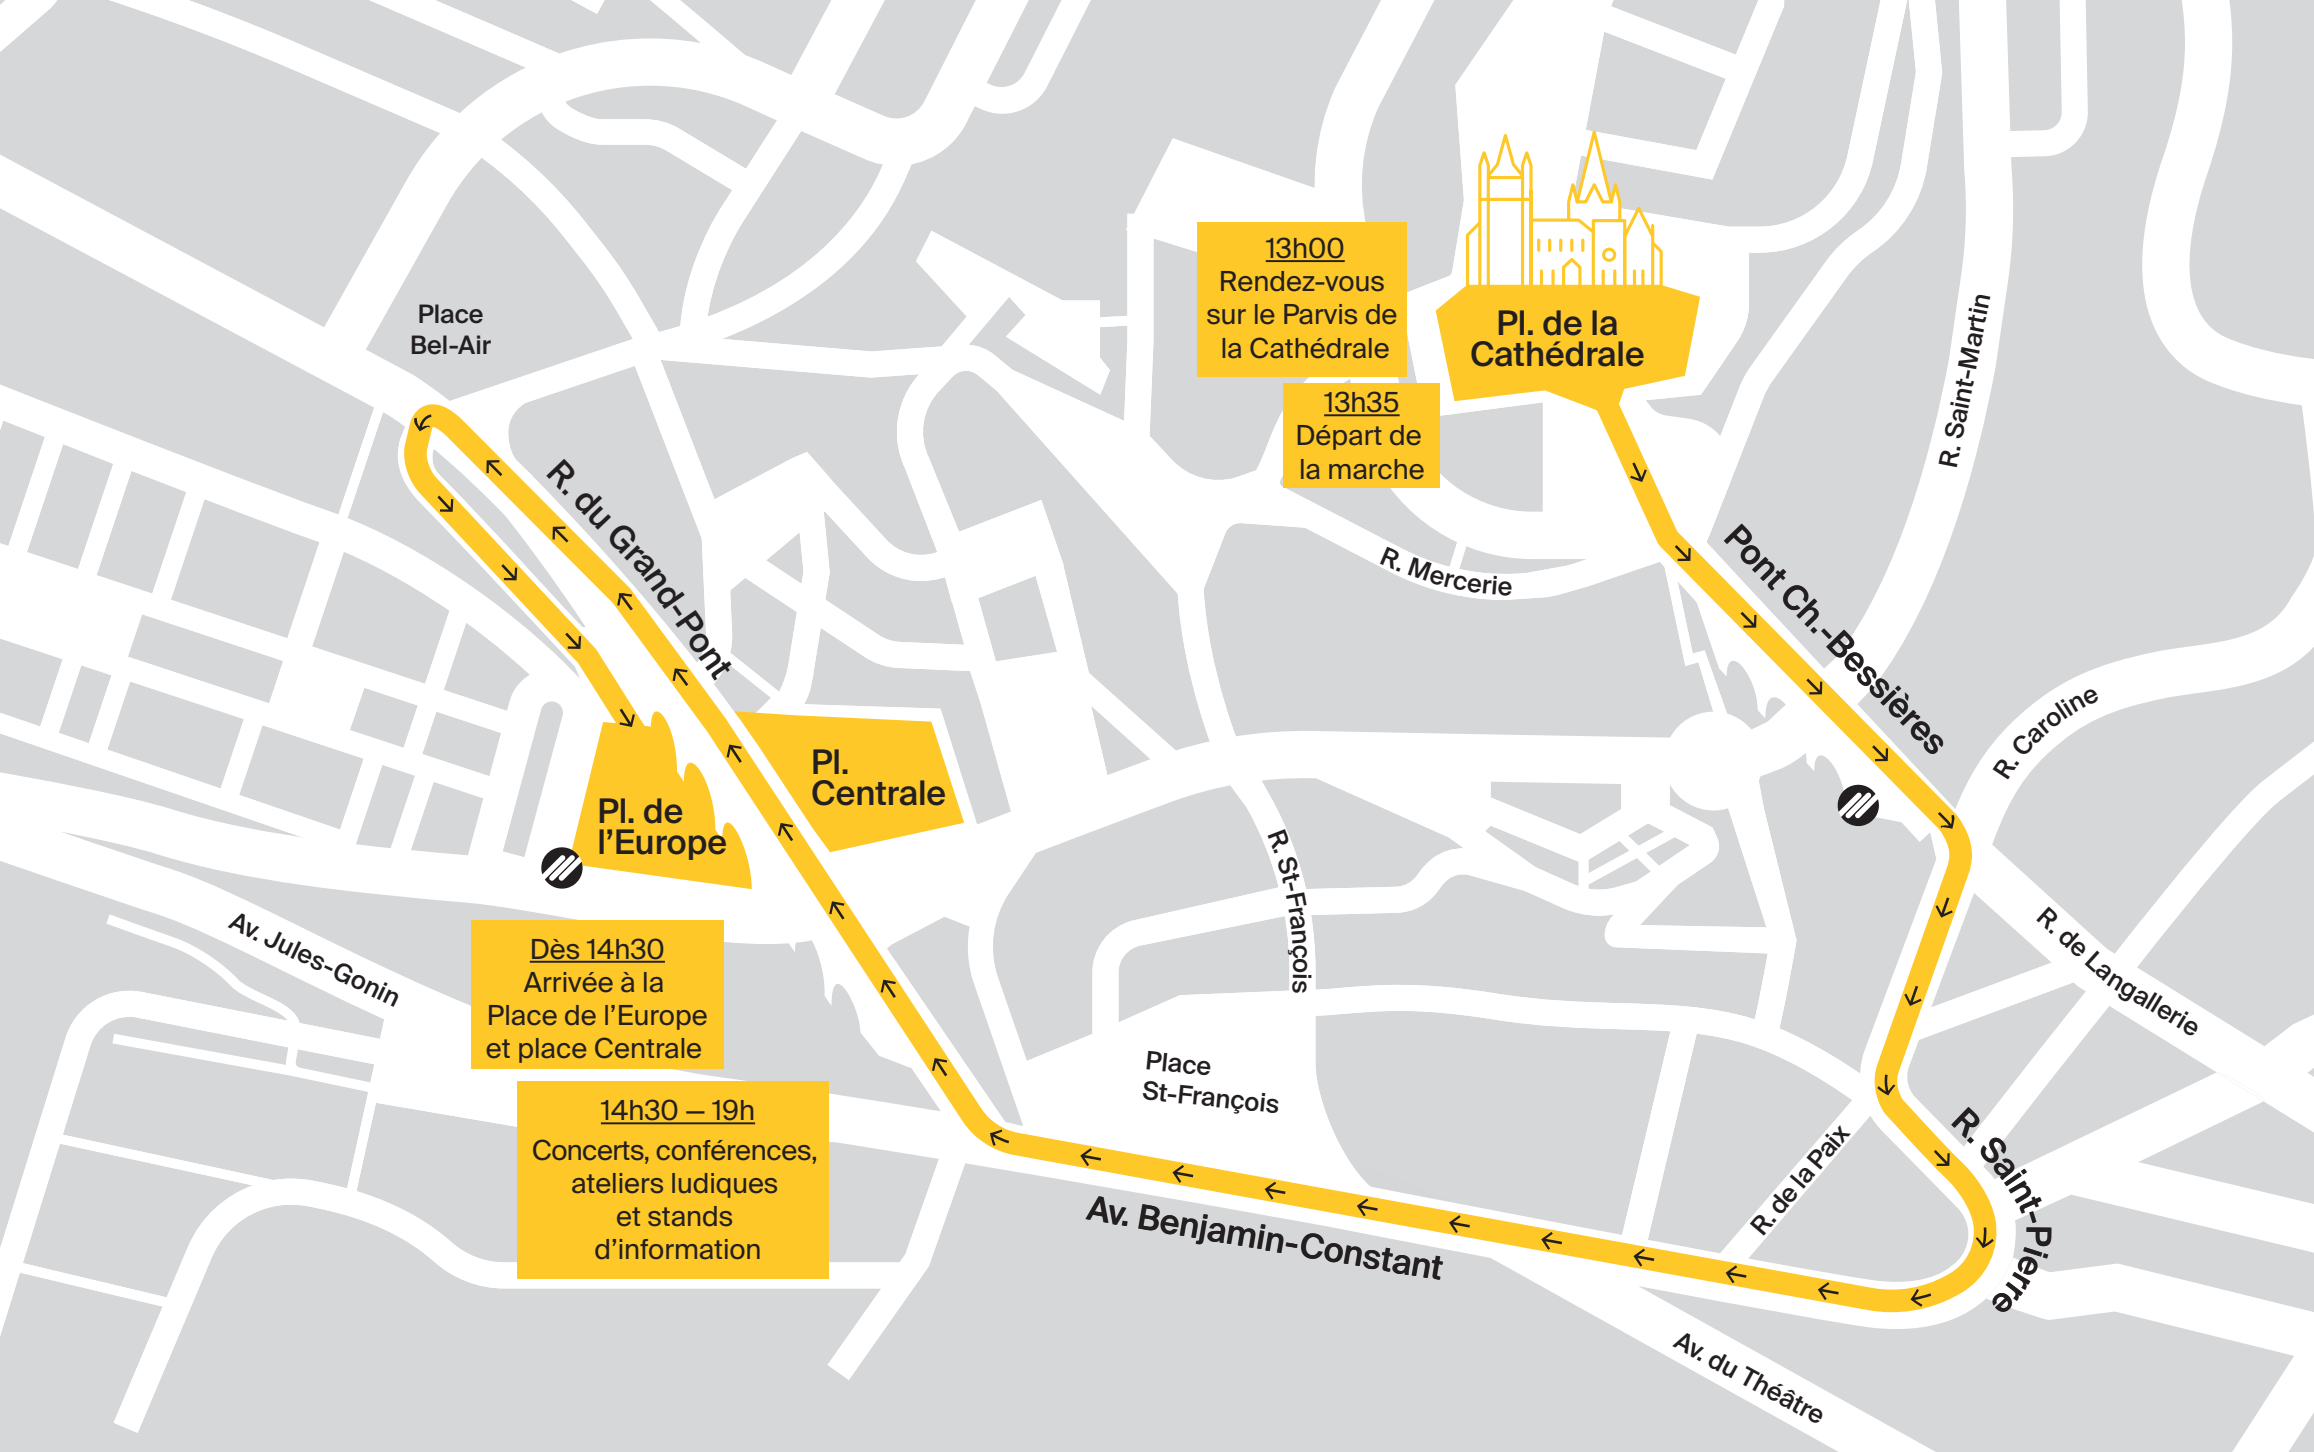 13h00
Rendez-vous
sur le Parvis de
la Cathédrale
Pl. de la
Cathédrale
13h35
Départ de
la marche
Place
Bel-Air
R. Saint-Martin
R. du Grand-Pont
R. Mercerie
Pont Ch.-Bessières
R. Caroline
Pl.
Centrale
Pl. de
l’Europe
R. St-François
Av. Jules-Gonin
R. de Langallerie
Dès 14h30
Arrivée à la
Place de l’Europe
et place Centrale
Place
St-François
14h30 – 19h
Concerts, conférences,
ateliers ludiques
et stands
d’information
R. de la Paix
R. Saint-Pierre
Av. Benjamin-Constant
Av. du Théâtre